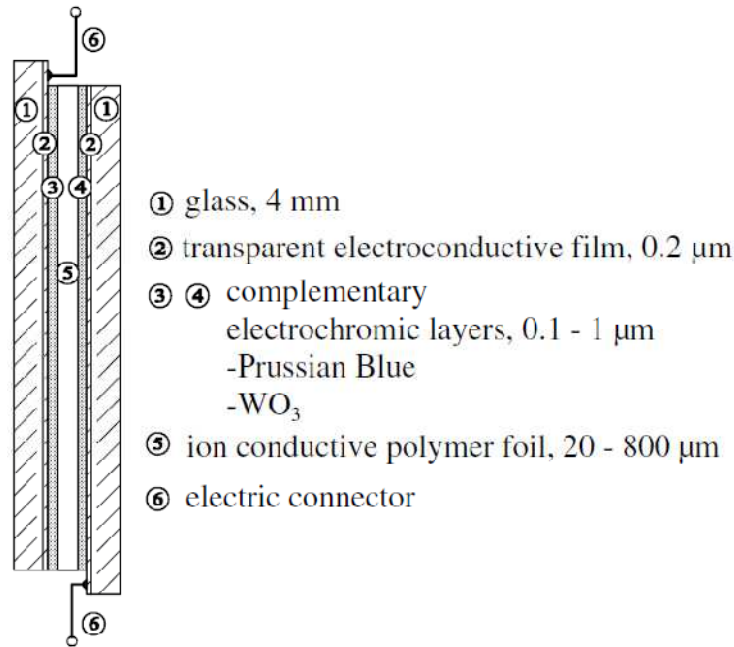 ⑥
① ①
② ②
③ ④
⑤
⑥
① glass, 4 mm
② transparent electroconductive film, 0.2 μm
③ ④ complementary
electrochromic layers, 0.1 - 1 μm
-Prussian Blue
-WO₃
⑤ ion conductive polymer foil, 20 - 800 μm
⑥ electric connector